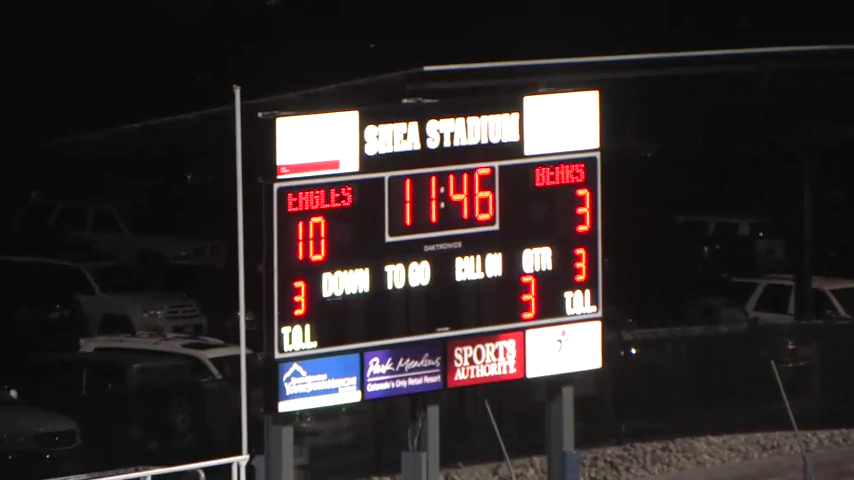 SHEA STADIUM
EAGLES 11:46 BEARS
10 3
DAKTRONICS
DOWN TO GO BALL ON QTR 3
3 3 T.O.L.
T.O.L.
Park Meadows
Colorado's Only Retail Resort
SPORTS
AUTHORITY